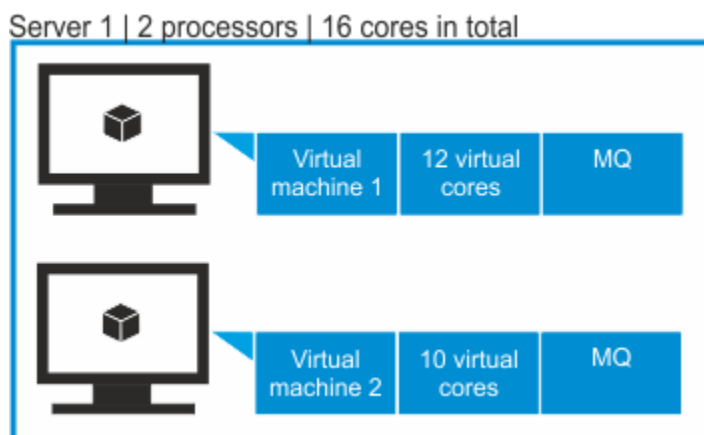 Server 1 | 2 processors | 16 cores in total
Virtual
machine 1
12 virtual
cores
MQ
Virtual
machine 2
10 virtual
cores
MQ